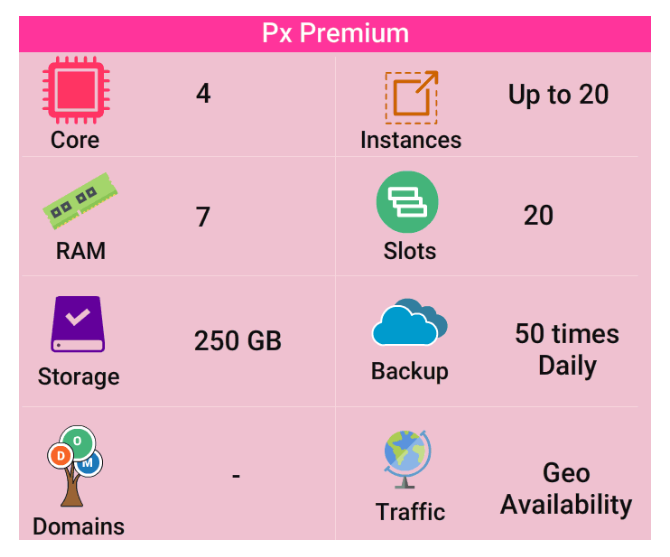 Px Premium
Core
4
Instances
Up to 20
RAM
7
Slots
20
Storage
250 GB
Backup
50 times
Daily
D
O
M
Domains
-
Traffic
Geo
Availability